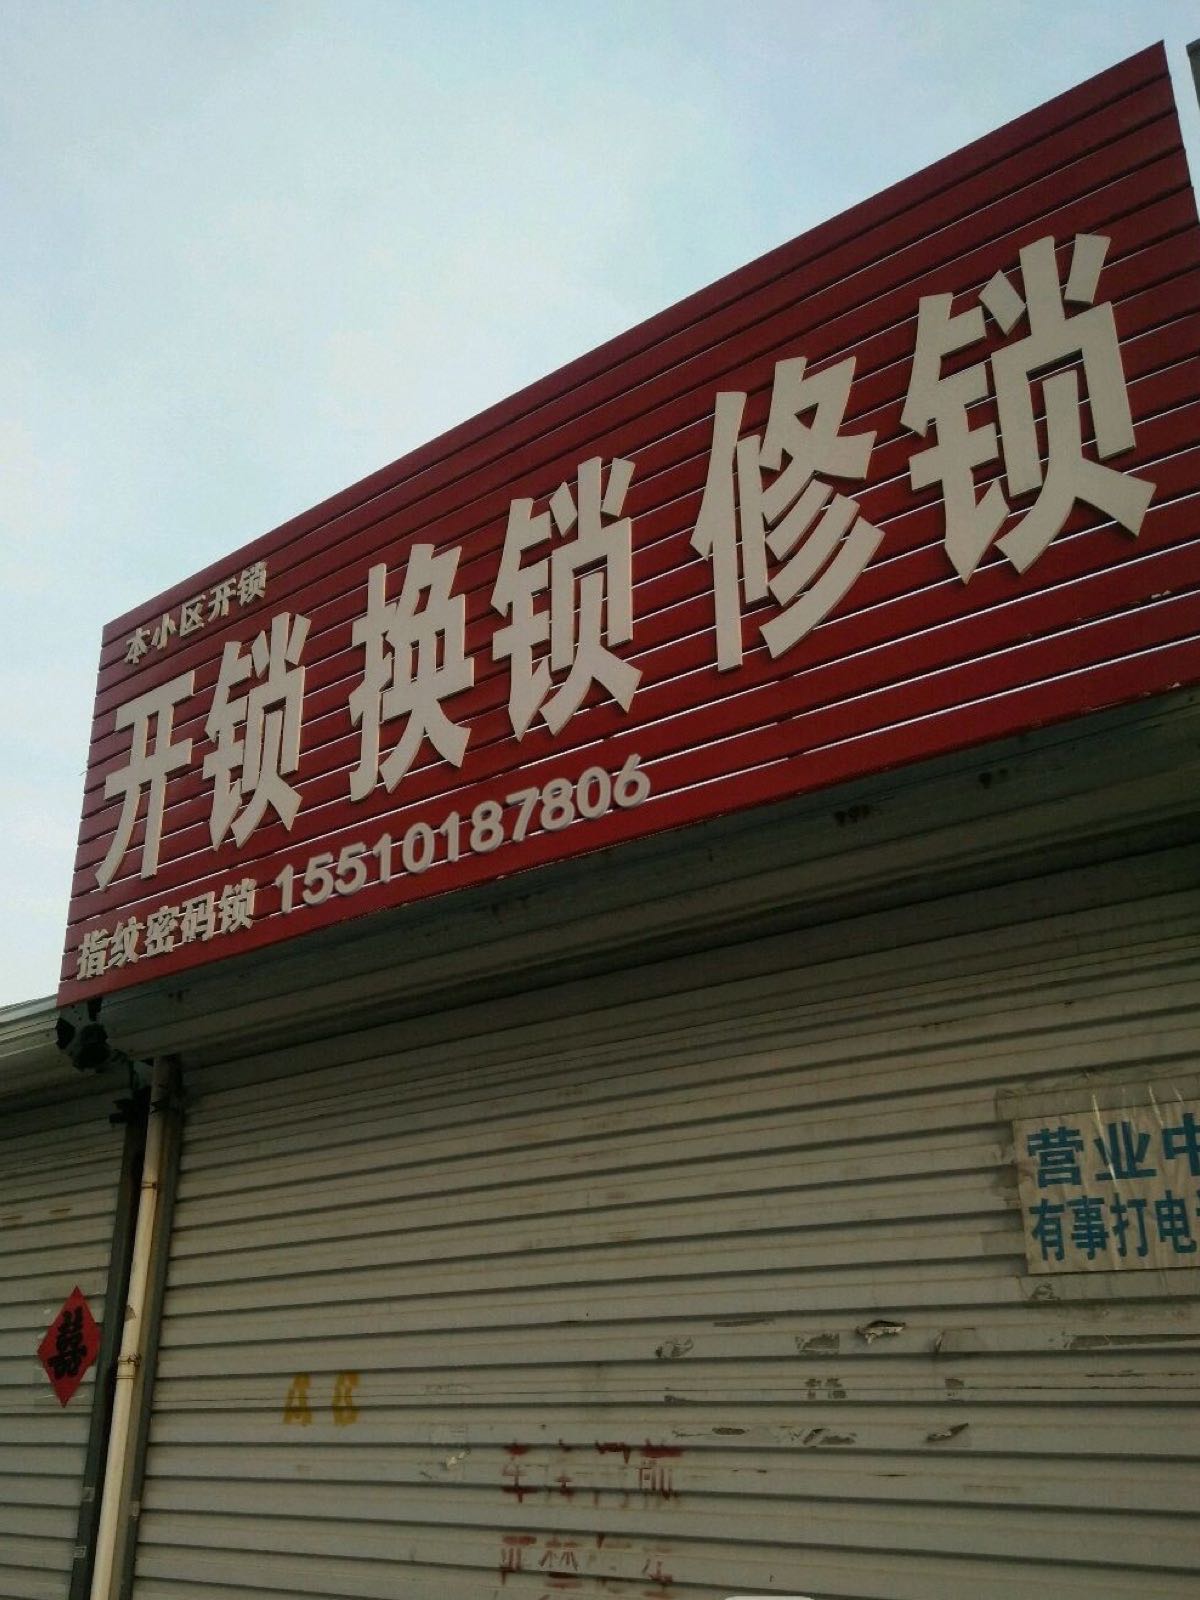 本小区开锁
开锁 换锁 修锁
指纹密码锁 15510187806
营业中
有事打电
囍